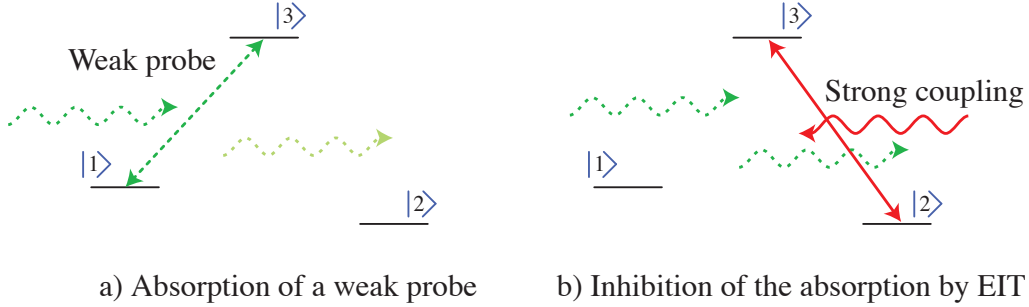 |3⟩
Weak probe
|1⟩
|2⟩
a) Absorption of a weak probe
|3⟩
Strong coupling
|1⟩
|2⟩
b) Inhibition of the absorption by EIT